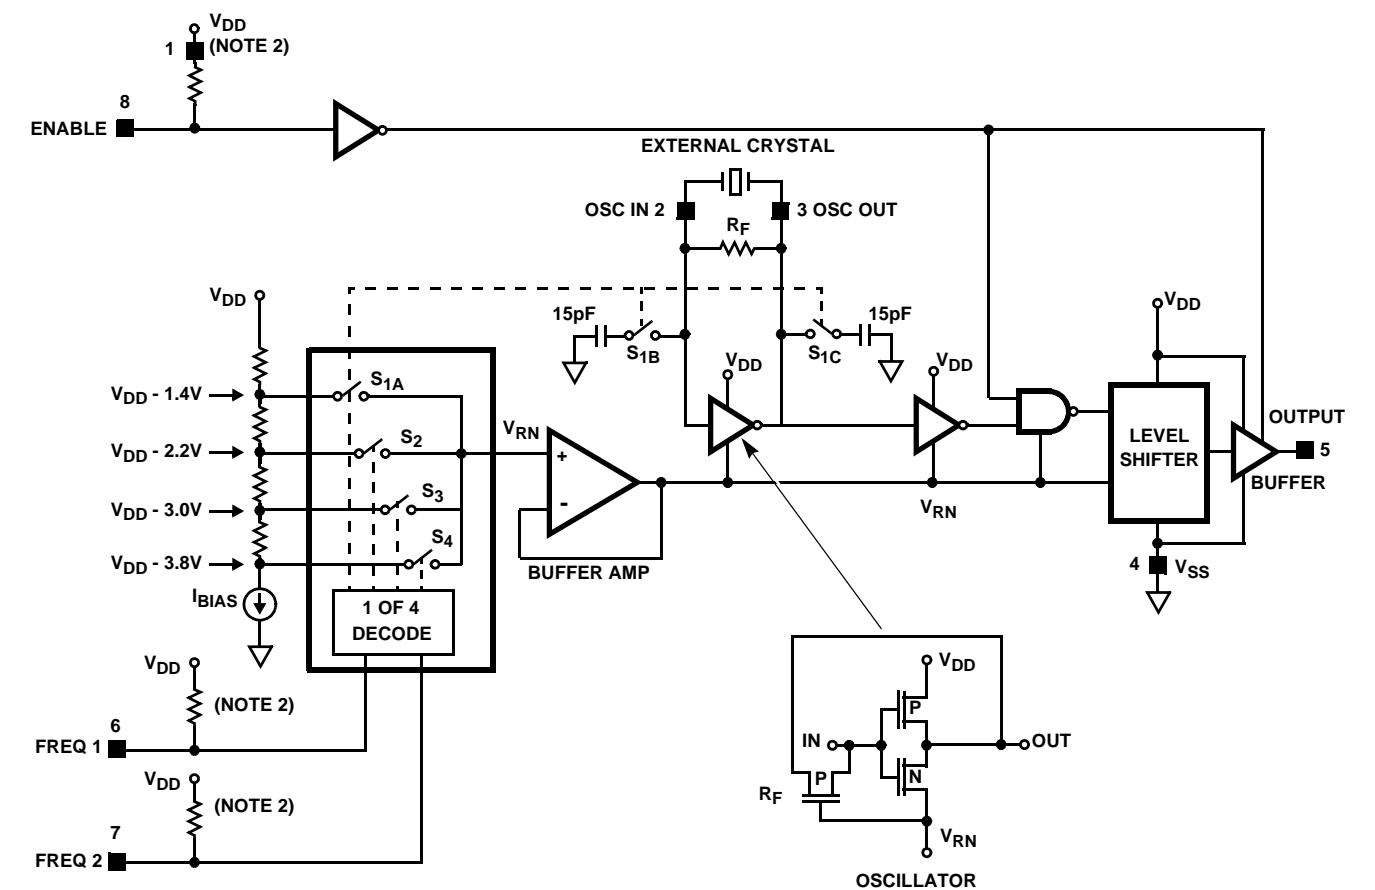 VDD
1 (NOTE 2)
8
ENABLE
EXTERNAL CRYSTAL
OSC IN 2
3 OSC OUT
RF
VDD
15pF
S1B
S1C
15pF
VDD
VDD
VDD
VDD - 1.4V
S1A
VDD - 2.2V
S2
VDD - 3.0V
S3
VDD - 3.8V
S4
IBIAS
1 OF 4
DECODE
VRN
+
-
BUFFER AMP
VRN
LEVEL
SHIFTER
OUTPUT
5
BUFFER
4
VSS
VDD
(NOTE 2)
6
FREQ 1
VDD
(NOTE 2)
7
FREQ 2
VDD
P
IN
OUT
P
N
RF
VRN
OSCILLATOR